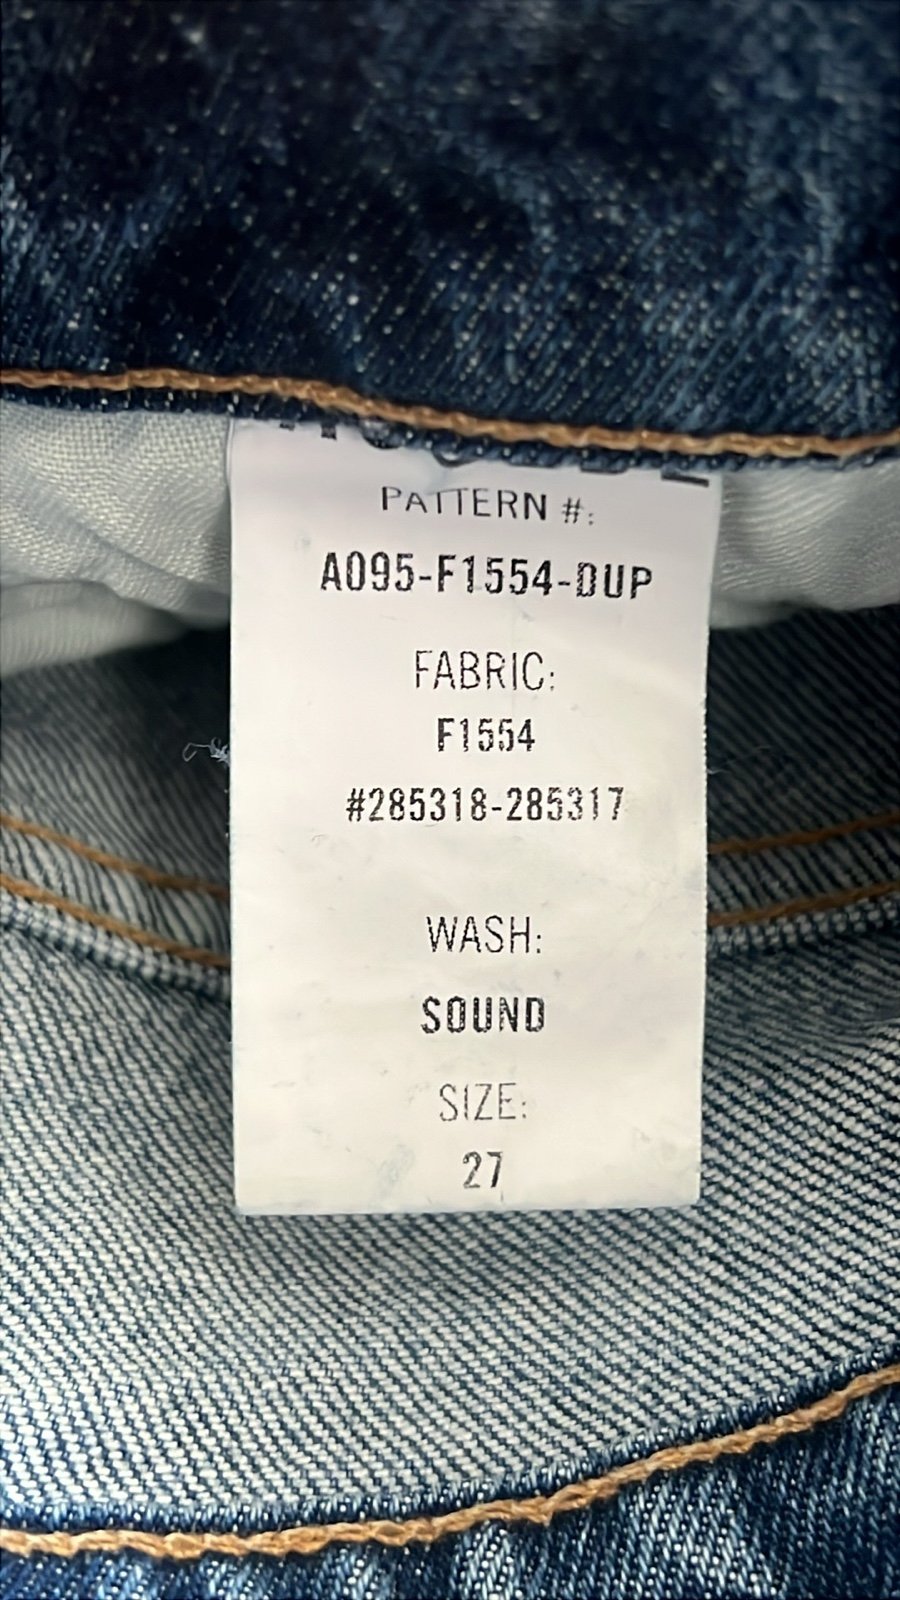 PATTERN #:
A095-F1554-DUP
FABRIC:
F1554
#285318-285317
WASH:
SOUND
SIZE:
27